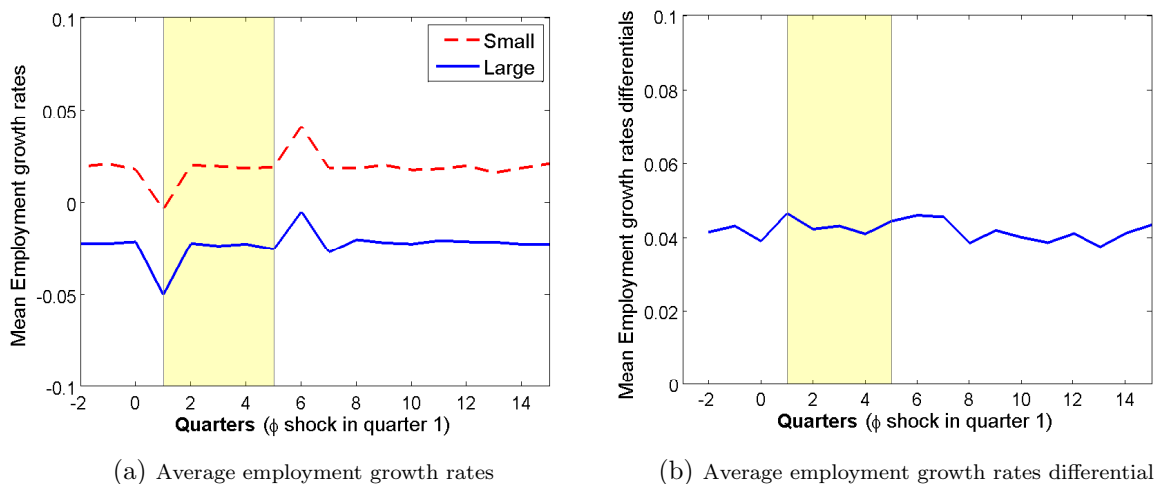 0.1
0.05
0
-0.05
-0.1
Mean Employment growth rates
Small
Large
-2 0 2 4 6 8 10 12 14
Quarters (ϕ shock in quarter 1)
(a) Average employment growth rates
0.1
0.08
0.06
0.04
0.02
0
Mean Employment growth rates differentials
-2 0 2 4 6 8 10 12 14
Quarters (ϕ shock in quarter 1)
(b) Average employment growth rates differential